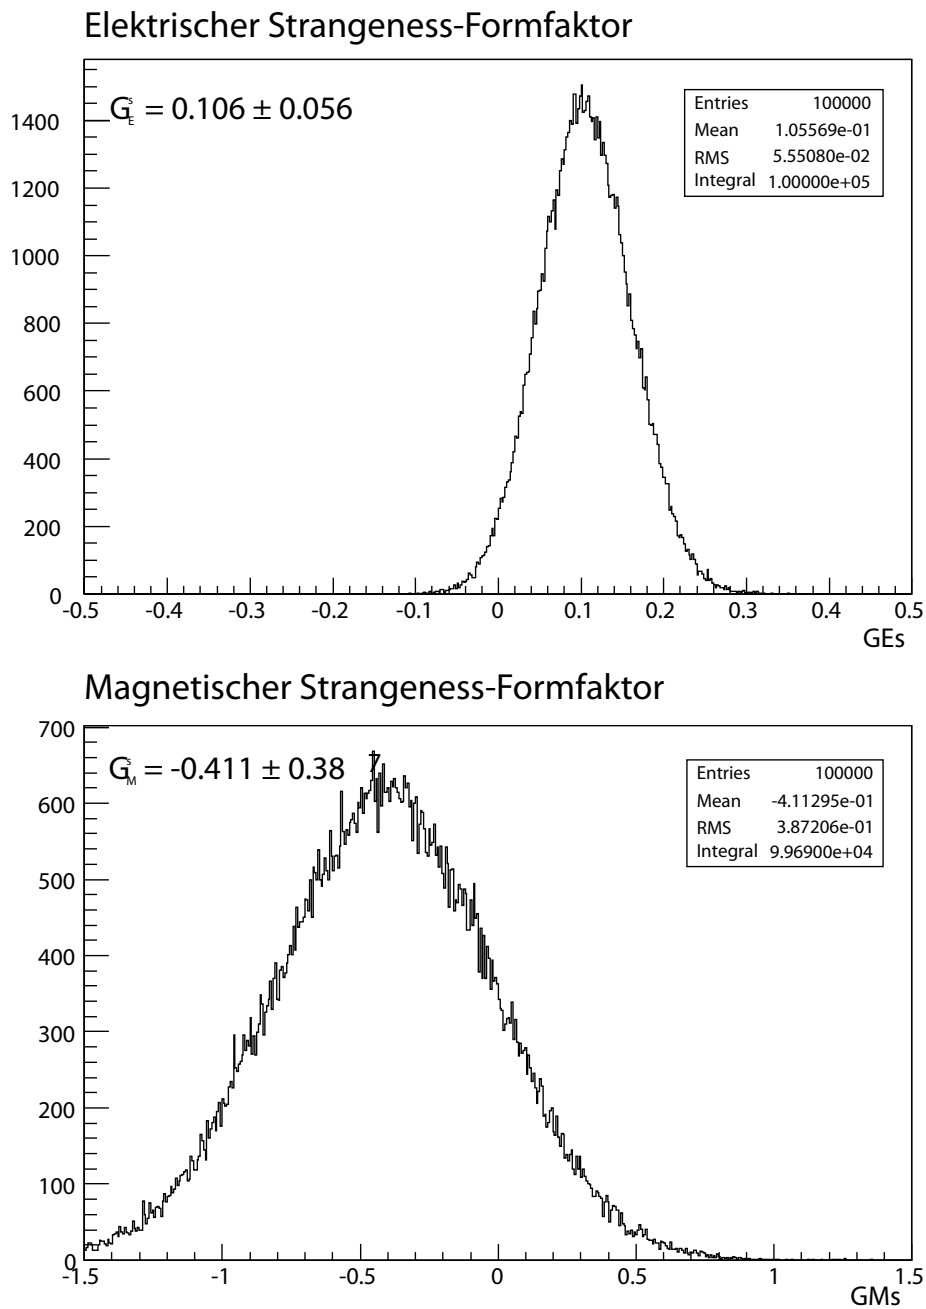 Elektrischer Strangeness-Formfaktor
G^s_E = 0.106 ± 0.056
Entries 100000
Mean 1.05569e-01
RMS 5.55080e-02
Integral 1.00000e+05
1400
1200
1000
800
600
400
200
0
-0.5 -0.4 -0.3 -0.2 -0.1 0 0.1 0.2 0.3 0.4 0.5
GEs
Magnetischer Strangeness-Formfaktor
G^s_M = -0.411 ± 0.38 7
Entries 100000
Mean -4.11295e-01
RMS 3.87206e-01
Integral 9.96900e+04
700
600
500
400
300
200
100
0
-1.5 -1 -0.5 0 0.5 1 1.5
GMs